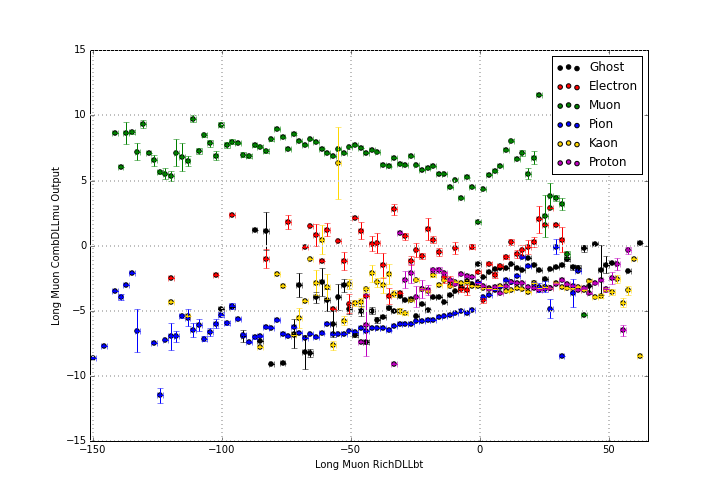 15
10
5
0
−5
−10
−15
−150
−100
−50
0
50
Long Muon CombDLLmu Output
Long Muon RichDLLbt
Ghost
Electron
Muon
Pion
Kaon
Proton